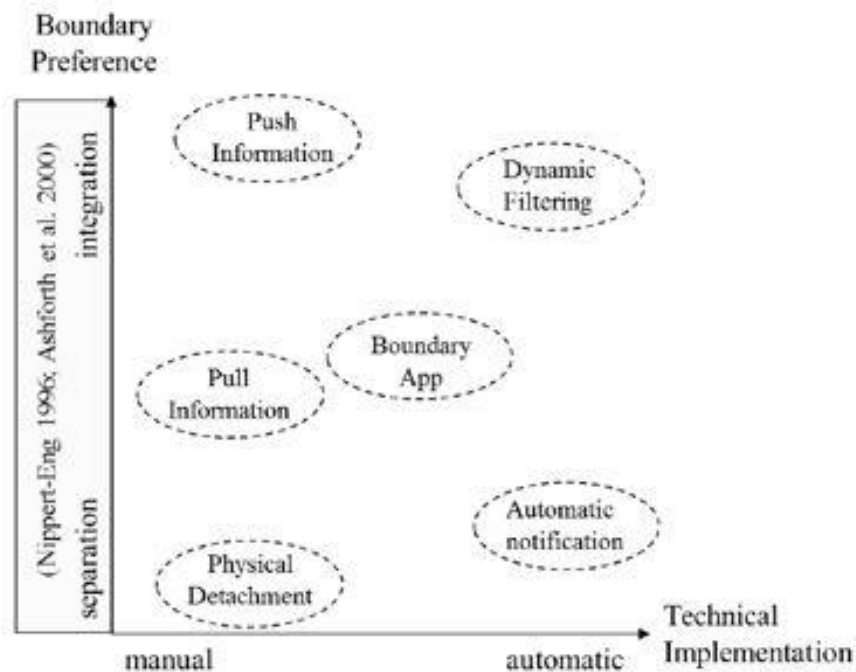 Boundary
Preference
(Nippert-Eng 1996; Ashforth et al. 2000)
integration
separation
Push
Information
Dynamic
Filtering
Boundary
App
Pull
Information
Automatic
notification
Physical
Detachment
manual
automatic
Technical
Implementation